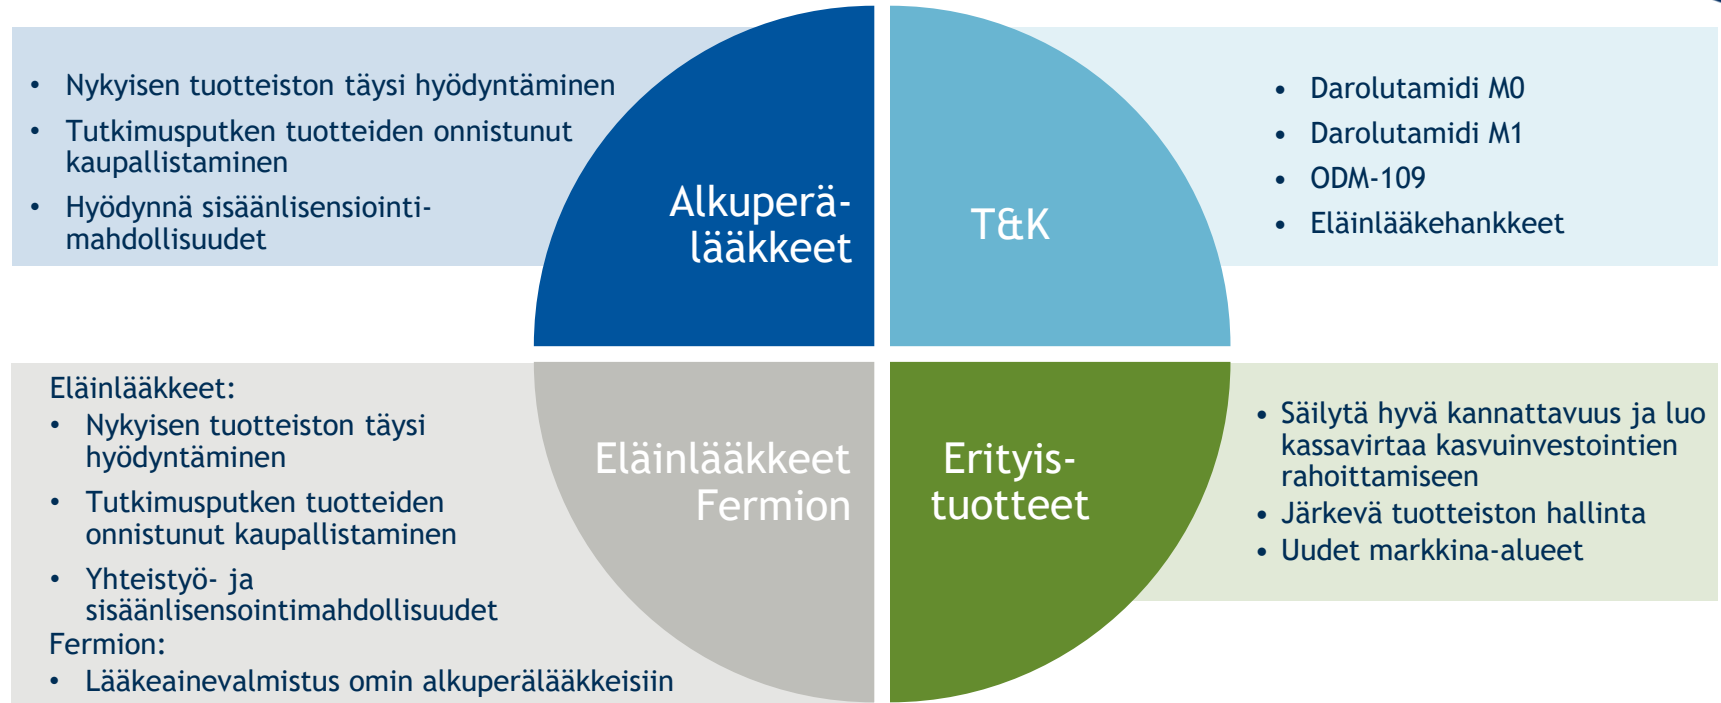 • Nykyisen tuotteiston täysi hyödyntäminen
• Tutkimusputken tuotteiden onnistunut
kaupallistaminen
• Hyödynnä sisäänlisensiointi-
mahdollisuudet
Alkuperä-
lääkkeet
T&K
• Darolutamidi M0
• Darolutamidi M1
• ODM-109
• Eläinlääkehankkeet
Eläinlääkkeet:
• Nykyisen tuotteiston täysi
hyödyntäminen
• Tutkimusputken tuotteiden
onnistunut kaupallistaminen
• Yhteistyö- ja
sisäänlisensointimahdollisuudet
Fermion:
• Lääkeainevalmistus omin alkuperälääkkeisiin
Eläinlääkkeet
Fermion
Erityis-
tuotteet
• Säilytä hyvä kannattavuus ja luo
kassavirtaa kasvuinvestointien
rahoittamiseen
• Järkevä tuotteiston hallinta
• Uudet markkina-alueet